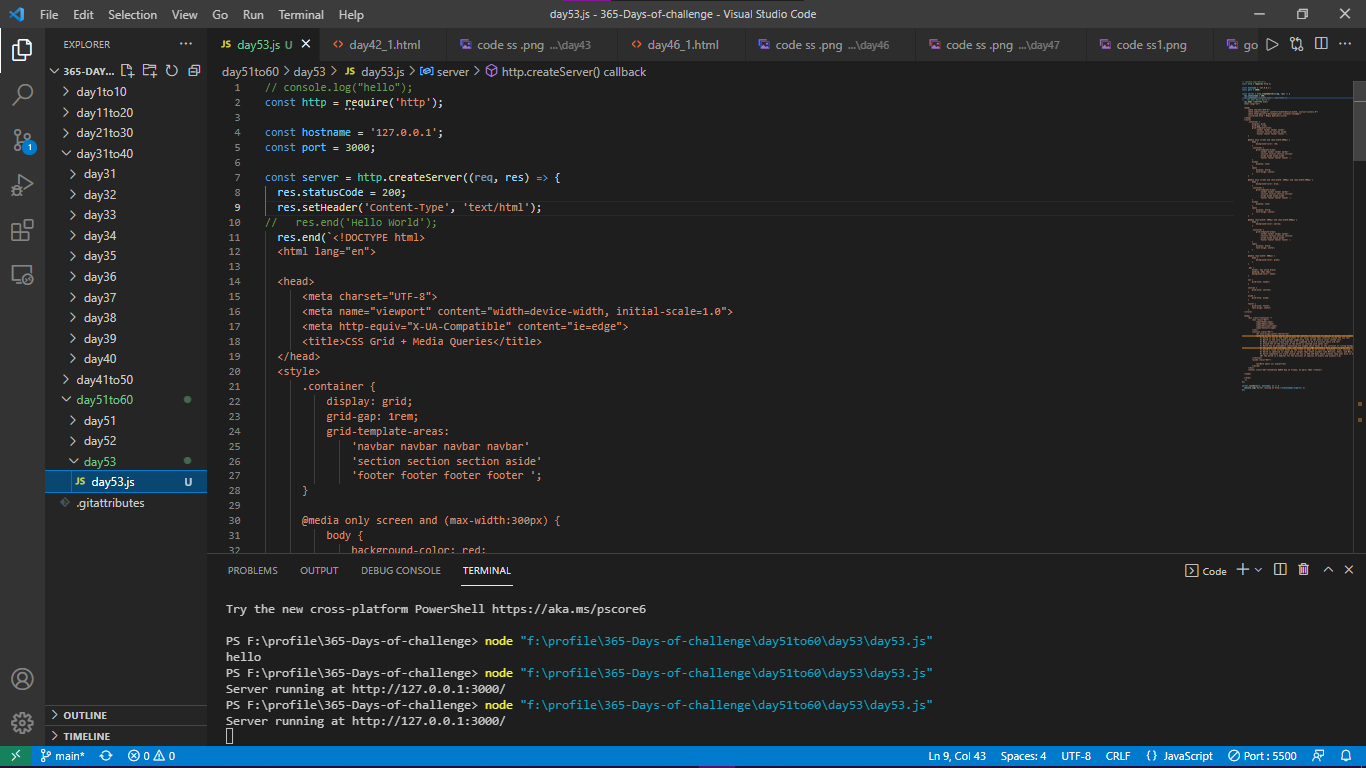 File Edit Selection View Go Run Terminal Help
day53.js - 365-Days-of-challenge - Visual Studio Code
EXPLORER
365-DAY...
day1to10
day11to20
day21to30
day31to40
day31
day32
day33
day34
day35
day36
day37
day38
day39
day40
day41to50
day51to60
day51
day52
day53
JS day53.js U
.gitattributes
OUTLINE
TIMELINE
1
JS day53.js U
day42_1.html
code ss .png ...\day43
day46_1.html
code ss .png ...\day46
code ss .png ...\day47
code ss1.png
go
day51to60 > day53 > JS day53.js > server > http.createServer() callback
1 // console.log("hello");
2 const http = require('http');
3
4 const hostname = '127.0.0.1';
5 const port = 3000;
6
7 const server = http.createServer((req, res) => {
8 res.statusCode = 200;
9 res.setHeader('Content-Type', 'text/html');
10 // res.end('Hello World');
11 res.end(`<!DOCTYPE html>
12 <html lang="en">
13
14 <head>
15 <meta charset="UTF-8">
16 <meta name="viewport" content="width=device-width, initial-scale=1.0">
17 <meta http-equiv="X-UA-Compatible" content="ie=edge">
18 <title>CSS Grid + Media Queries</title>
19 </head>
20 <style>
21 .container {
22 display: grid;
23 grid-gap: 1rem;
24 grid-template-areas:
25 'navbar navbar navbar navbar'
26 'section section section aside'
27 'footer footer footer footer ';
28 }
29
30 @media only screen and (max-width:300px) {
31 body {
32 background-color: red;
PROBLEMS OUTPUT DEBUG CONSOLE TERMINAL
Code
Try the new cross-platform PowerShell https://aka.ms/pscore6
PS F:\profile\365-Days-of-challenge> node "f:\profile\365-Days-of-challenge\day51to60\day53\day53.js"
hello
PS F:\profile\365-Days-of-challenge> node "f:\profile\365-Days-of-challenge\day51to60\day53\day53.js"
Server running at http://127.0.0.1:3000/
PS F:\profile\365-Days-of-challenge> node "f:\profile\365-Days-of-challenge\day51to60\day53\day53.js"
Server running at http://127.0.0.1:3000/
main* 0 0
Ln 9, Col 43 Spaces: 4 UTF-8 CRLF {} JavaScript Port : 5500